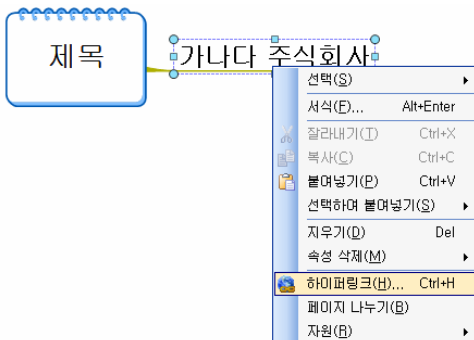 제목
가나다 주식회사
선택(S)
서식(F)... Alt+Enter
잘라내기(T) Ctrl+X
복사(C) Ctrl+C
붙여넣기(P) Ctrl+V
선택하여 붙여넣기(S)
지우기(D) Del
속성 삭제(M)
하이퍼링크(H)... Ctrl+H
페이지 나누기(B)
자원(R)